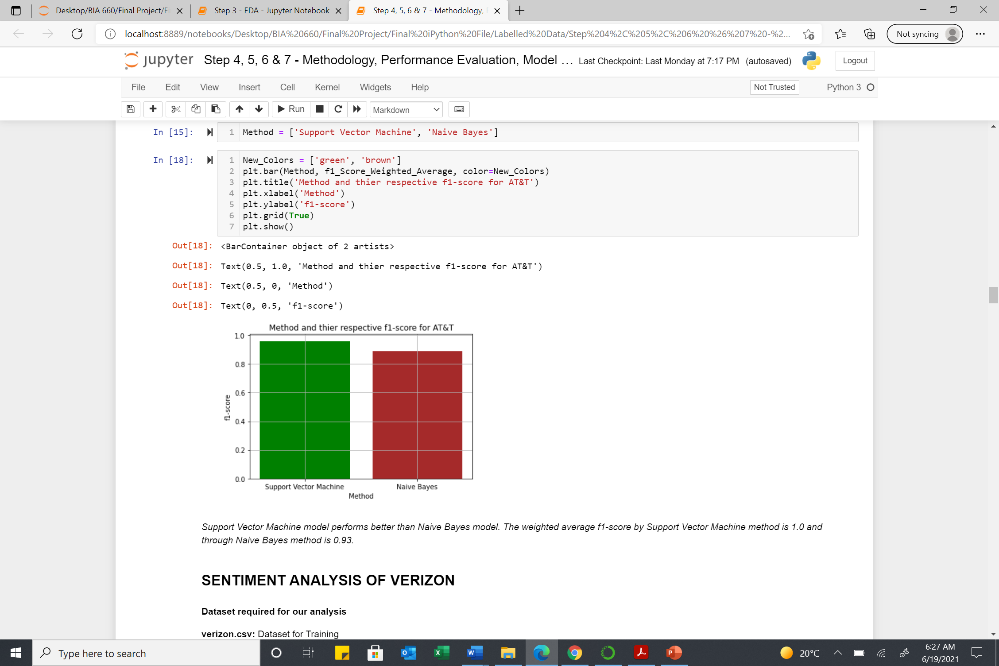 Desktop/BIA 660/Final Project/Fi
Step 3 - EDA - Jupyter Notebook
Step 4, 5, 6 & 7 - Methodology,
localhost:8889/notebooks/Desktop/BIA%20660/Final%20Project/Final%20iPython%20File/Labelled%20Data/Step%204%2C%205%2C%206%20%26%207%20-%2...
Not syncing
jupyter Step 4, 5, 6 & 7 - Methodology, Performance Evaluation, Model ... Last Checkpoint: Last Monday at 7:17 PM (autosaved)
Logout
File Edit View Insert Cell Kernel Widgets Help
Not Trusted
Python 3
Run
Markdown
In [15]: 1 Method = ['Support Vector Machine', 'Naive Bayes']
In [18]: 1 New_Colors = ['green', 'brown']
2 plt.bar(Method, f1_Score_Weighted_Average, color=New_Colors)
3 plt.title('Method and thier respective f1-score for AT&T')
4 plt.xlabel('Method')
5 plt.ylabel('f1-score')
6 plt.grid(True)
7 plt.show()
Out[18]: <BarContainer object of 2 artists>
Out[18]: Text(0.5, 1.0, 'Method and thier respective f1-score for AT&T')
Out[18]: Text(0.5, 0, 'Method')
Out[18]: Text(0, 0.5, 'f1-score')
Method and thier respective f1-score for AT&T
1.0
0.8
0.6
0.4
0.2
0.0
f1-score
Support Vector Machine Naive Bayes
Method
Support Vector Machine model performs better than Naive Bayes model. The weighted average f1-score by Support Vector Machine method is 1.0 and
through Naive Bayes method is 0.93.
SENTIMENT ANALYSIS OF VERIZON
Dataset required for our analysis
verizon.csv: Dataset for Training
Type here to search
20°C
6:27 AM
6/19/2021